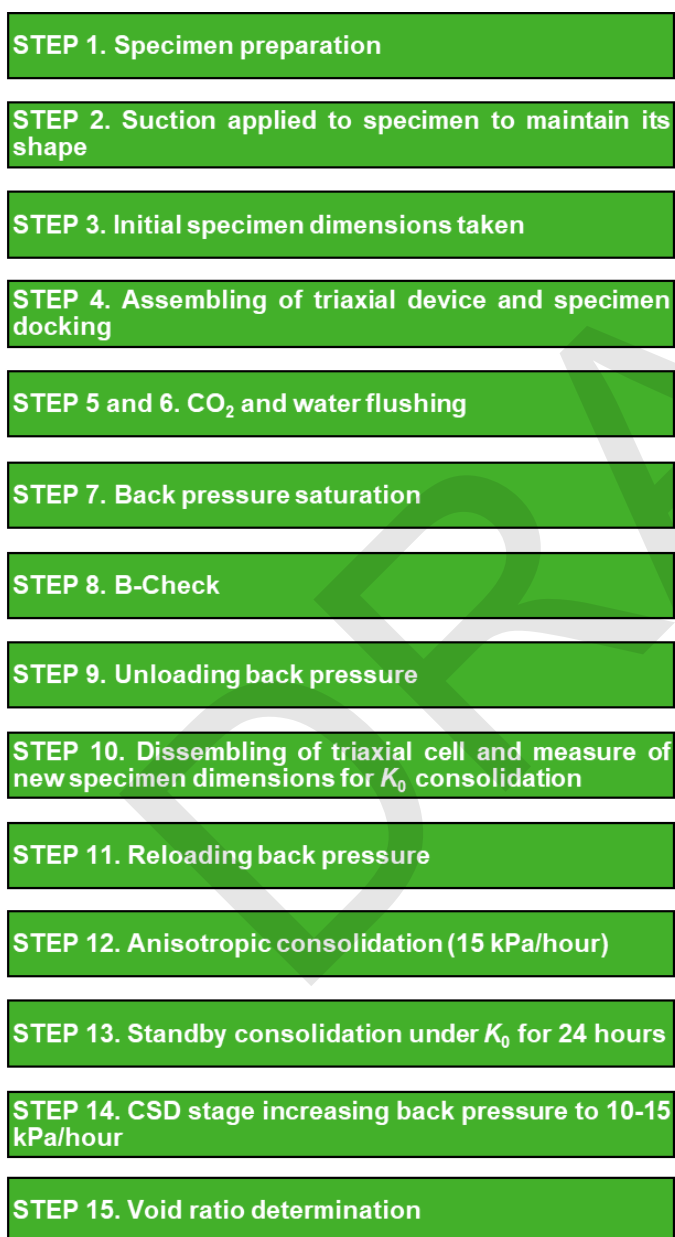 STEP 1. Specimen preparation
STEP 2. Suction applied to specimen to maintain its
shape
STEP 3. Initial specimen dimensions taken
STEP 4. Assembling of triaxial device and specimen
docking
STEP 5 and 6. CO₂ and water flushing
STEP 7. Back pressure saturation
STEP 8. B-Check
STEP 9. Unloading back pressure
STEP 10. Dissembling of triaxial cell and measure of
new specimen dimensions for K₀ consolidation
STEP 11. Reloading back pressure
STEP 12. Anisotropic consolidation (15 kPa/hour)
STEP 13. Standby consolidation under K₀ for 24 hours
STEP 14. CSD stage increasing back pressure to 10-15
kPa/hour
STEP 15. Void ratio determination
DRA